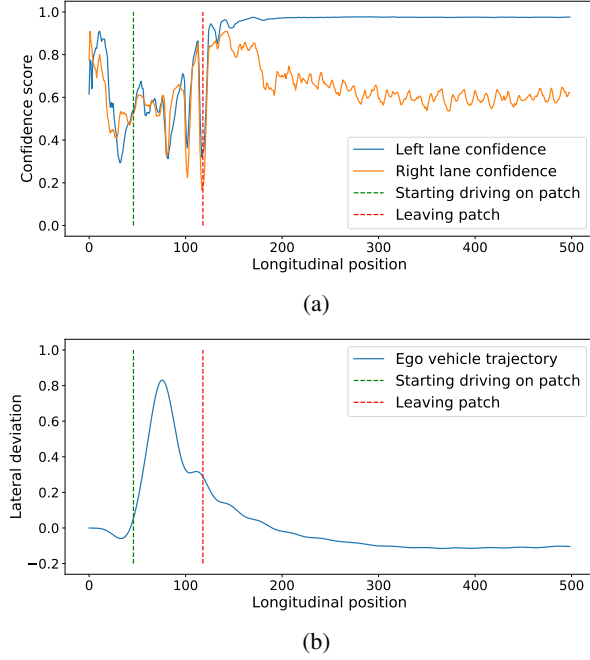 1.0
0.8
0.6
0.4
0.2
0.0
Confidence score
Left lane confidence
Right lane confidence
Starting driving on patch
Leaving patch
0 100 200 300 400 500
Longitudinal position
(a)
1.0
0.8
0.6
0.4
0.2
0.0
−0.2
Lateral deviation
Ego vehicle trajectory
Starting driving on patch
Leaving patch
0 100 200 300 400 500
Longitudinal position
(b)